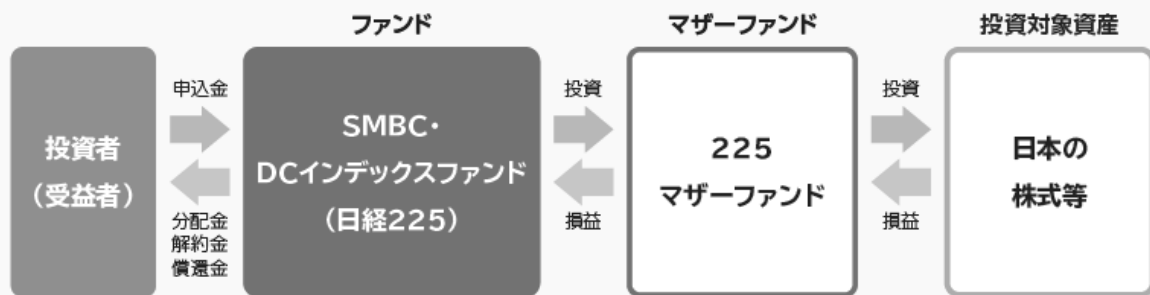 ファンド
マザーファンド
投資対象資産
投資者
（受益者）
申込金
分配金
解約金
償還金
SMBC・
DCインデックスファンド
（日経225）
投資
損益
225
マザーファンド
投資
損益
日本の
株式等